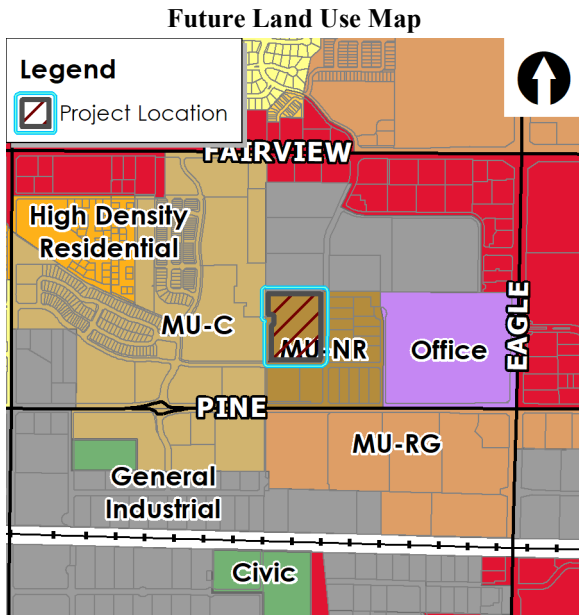 Future Land Use Map
Legend
Project Location
FAIRVIEW
High Density
Residential
MU-C
MU-NR
Office
EAGLE
PINE
MU-RG
General
Industrial
Civic